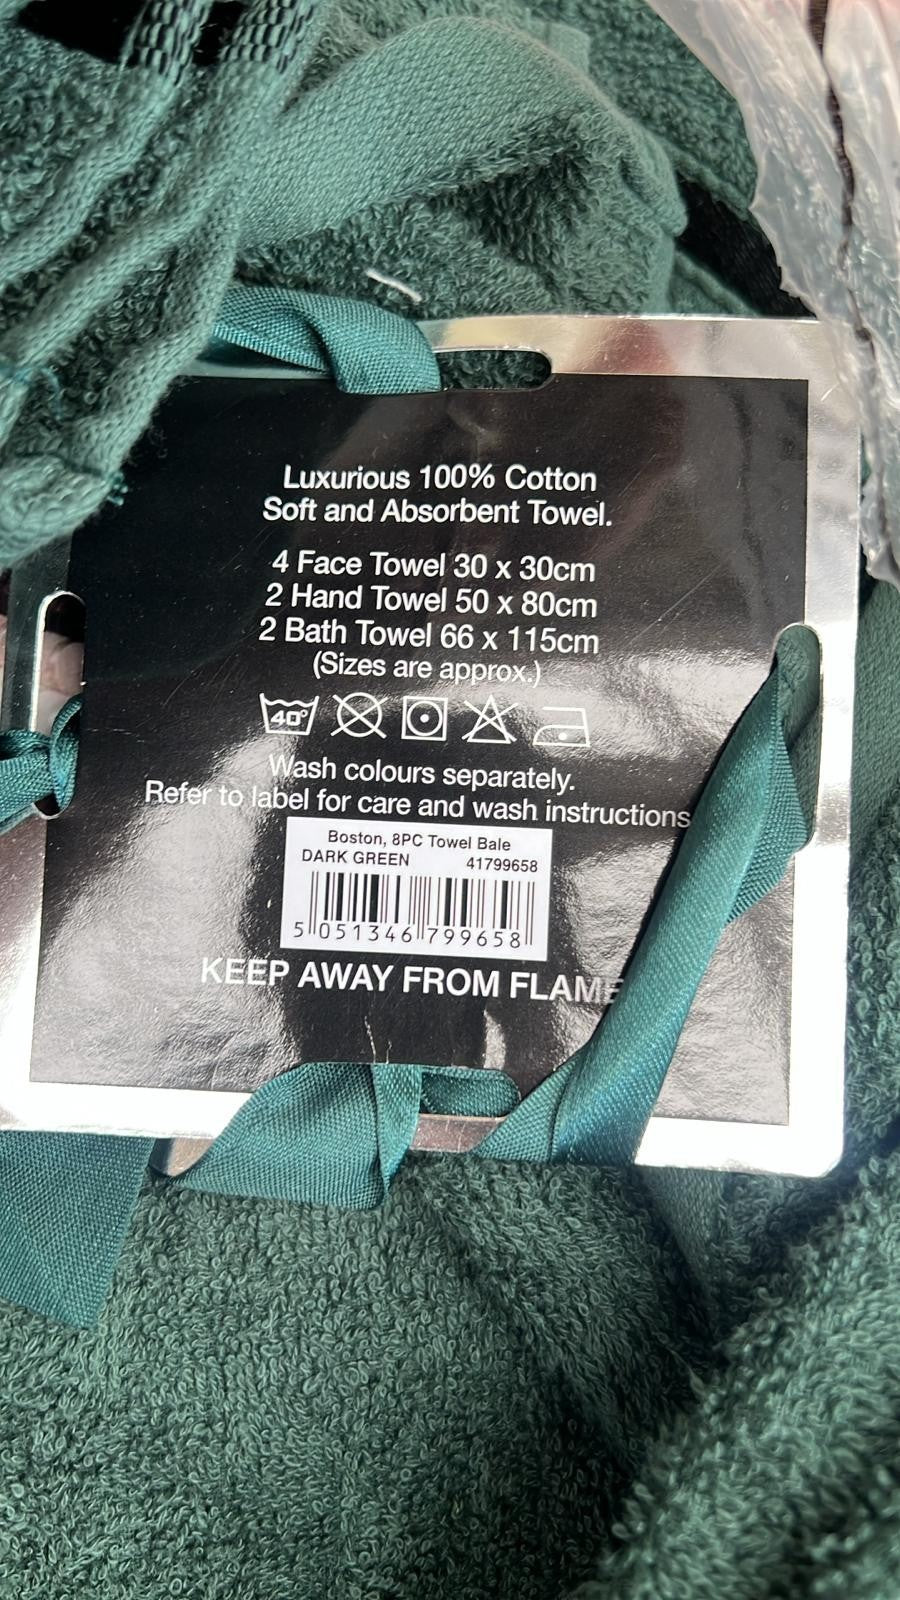 Luxurious 100% Cotton
Soft and Absorbent Towel.
4 Face Towel 30 x 30cm
2 Hand Towel 50 x 80cm
2 Bath Towel 66 x 115cm
(Sizes are approx.)
40°
Wash colours separately.
Refer to label for care and wash instructions
Boston, 8PC Towel Bale
DARK GREEN 41799658
5 051346 799658
KEEP AWAY FROM FLAME